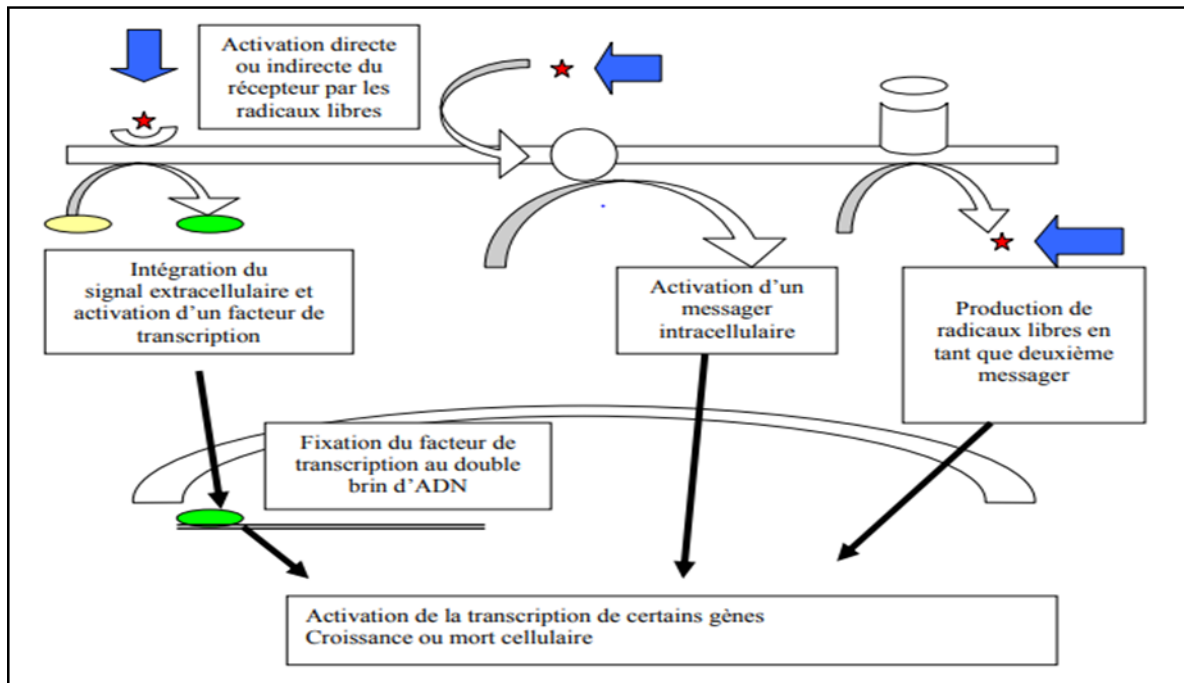 Activation directe
ou indirecte du
récepteur par les
radicaux libres
Intégration du
signal extracellulaire et
activation d'un facteur de
transcription
Activation d'un
messager
intracellulaire
Production de
radicaux libres en
tant que deuxième
messager
Fixation du facteur de
transcription au double
brin d'ADN
Activation de la transcription de certains gènes
Croissance ou mort cellulaire